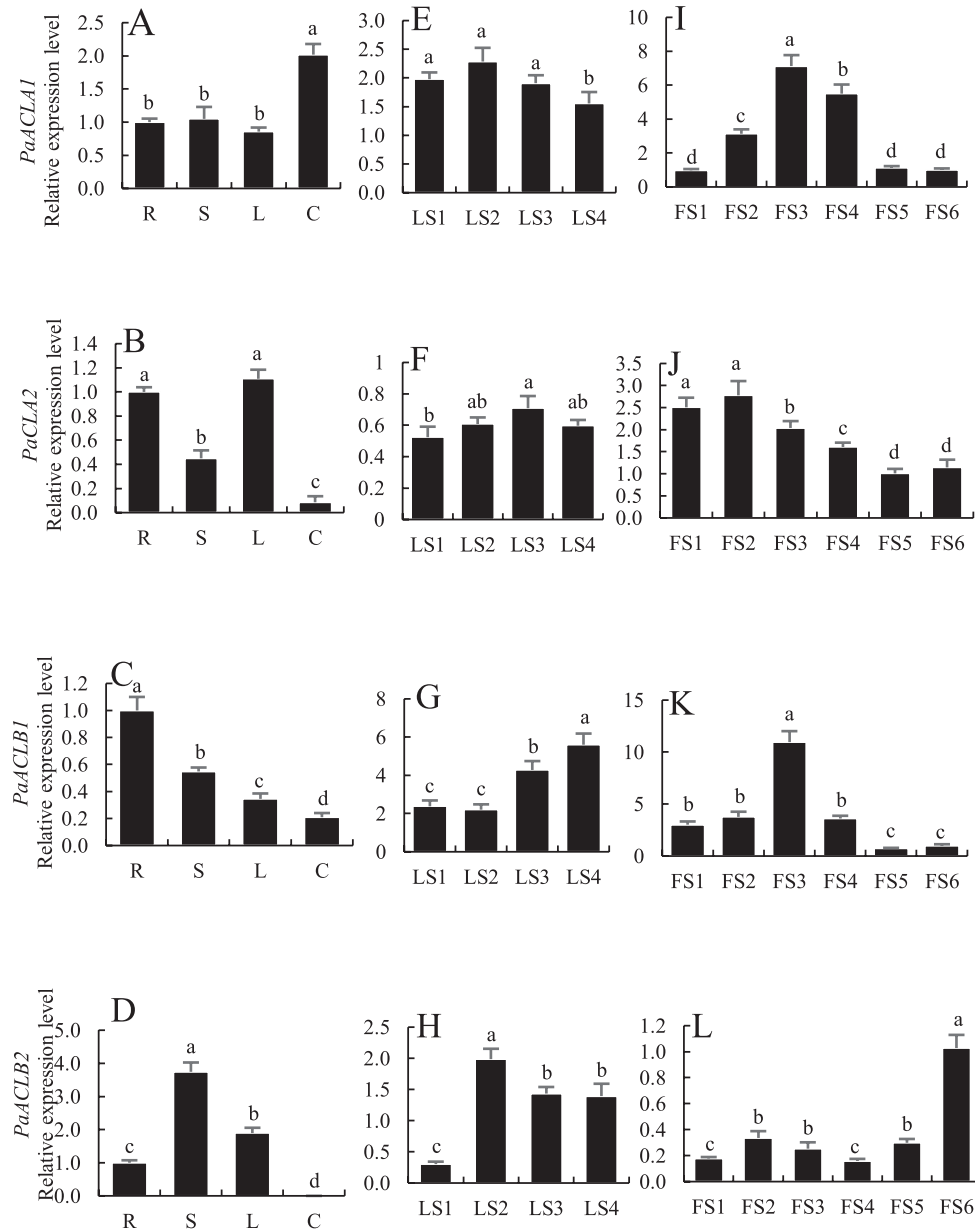 A
PaACLA1
Relative expression level
2.5
2.0
1.5
1.0
0.5
0.0
b
b
b
a
R S L C
E
3.0
2.5
2.0
1.5
1.0
0.5
0.0
a
a
a
b
LS1 LS2 LS3 LS4
I
10
8
6
4
2
0
d
c
a
b
d
d
FS1 FS2 FS3 FS4 FS5 FS6
B
PaCLA2
Relative expression level
1.4
1.2
1.0
0.8
0.6
0.4
0.2
0.0
a
b
a
c
R S L C
F
1
0.8
0.6
0.4
0.2
0
b
ab
a
ab
LS1 LS2 LS3 LS4
J
3.5
3.0
2.5
2.0
1.5
1.0
0.5
0.0
a
a
b
c
d
d
FS1 FS2 FS3 FS4 FS5 FS6
C
PaACLB1
Relative expression level
1.2
1.0
0.8
0.6
0.4
0.2
0.0
a
b
c
d
R S L C
G
8
6
4
2
0
c
c
b
a
LS1 LS2 LS3 LS4
K
15
10
5
0
b
b
a
b
c
c
FS1 FS2 FS3 FS4 FS5 FS6
D
PaACLB2
Relative expression level
5.0
4.0
3.0
2.0
1.0
0.0
c
a
b
d
R S L C
H
2.5
2.0
1.5
1.0
0.5
0.0
c
a
b
b
LS1 LS2 LS3 LS4
L
1.2
1.0
0.8
0.6
0.4
0.2
0.0
c
b
b
c
b
a
FS1 FS2 FS3 FS4 FS5 FS6